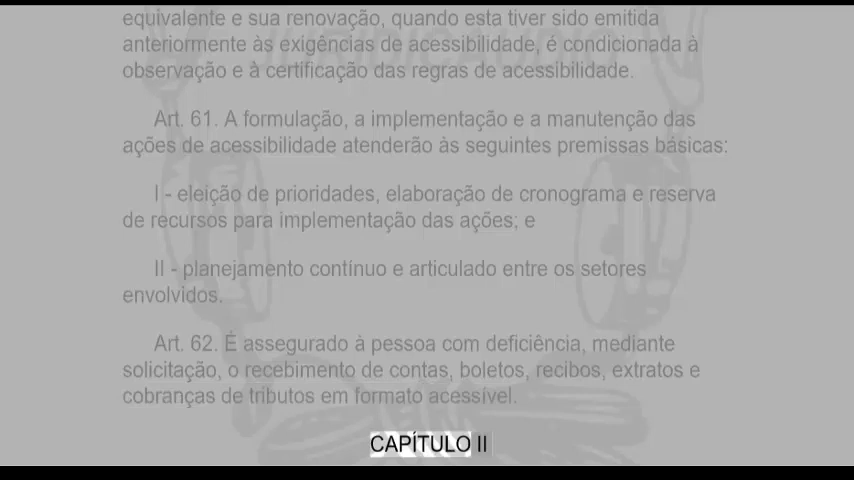 equivalente e sua renovação, quando esta tiver sido emitida
anteriormente às exigências de acessibilidade, é condicionada à
observação e à certificação das regras de acessibilidade.
Art. 61. A formulação, a implementação e a manutenção das
ações de acessibilidade atenderão às seguintes premissas básicas:
I - eleição de prioridades, elaboração de cronograma e reserva
de recursos para implementação das ações; e
II - planejamento contínuo e articulado entre os setores
envolvidos.
Art. 62. É assegurado à pessoa com deficiência, mediante
solicitação, o recebimento de contas, boletos, recibos, extratos e
cobranças de tributos em formato acessível.
CAPÍTULO II